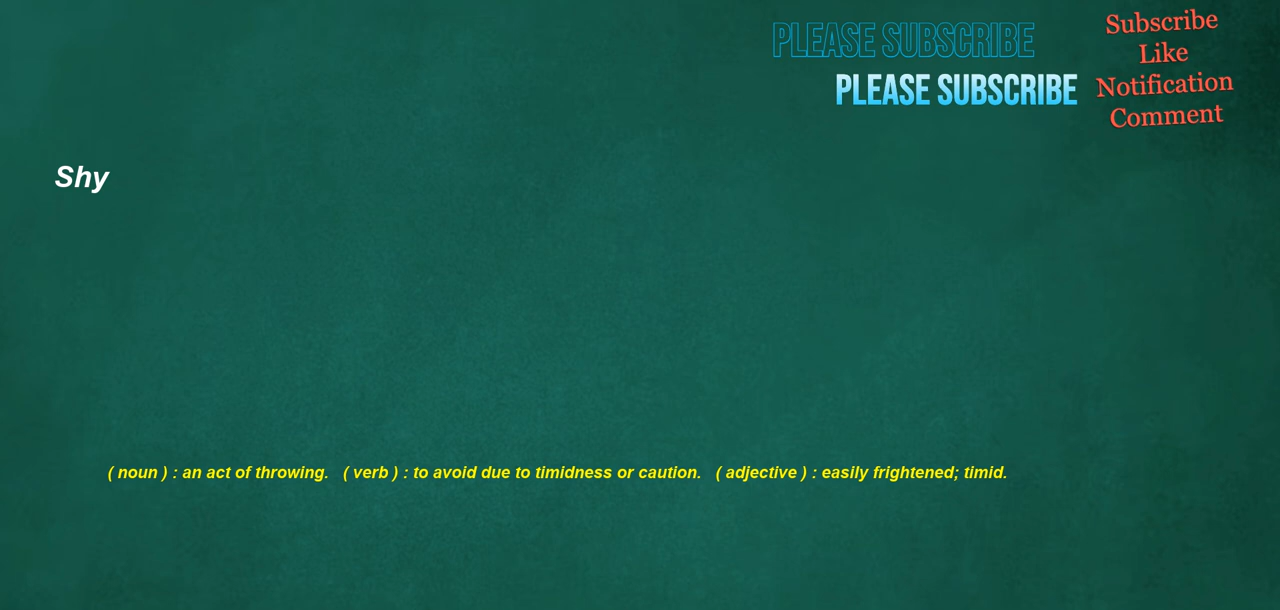 PLEASE SUBSCRIBE
PLEASE SUBSCRIBE
Subscribe
Like
Notification
Comment
Shy
( noun ) : an act of throwing.   ( verb ) : to avoid due to timidness or caution.   ( adjective ) : easily frightened; timid.